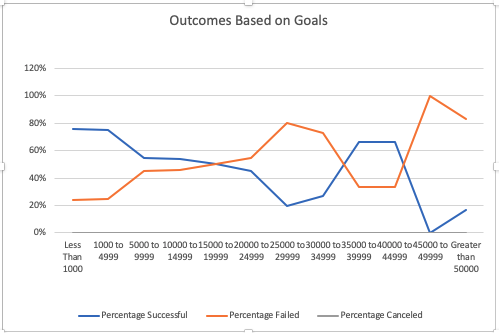 Outcomes Based on Goals
120%
100%
80%
60%
40%
20%
0%
Less Than 1000
1000 to 4999
5000 to 9999
10000 to 14999
15000 to 19999
20000 to 24999
25000 to 29999
30000 to 34999
35000 to 39999
40000 to 44999
45000 to 49999
Greater than 50000
Percentage Successful
Percentage Failed
Percentage Canceled